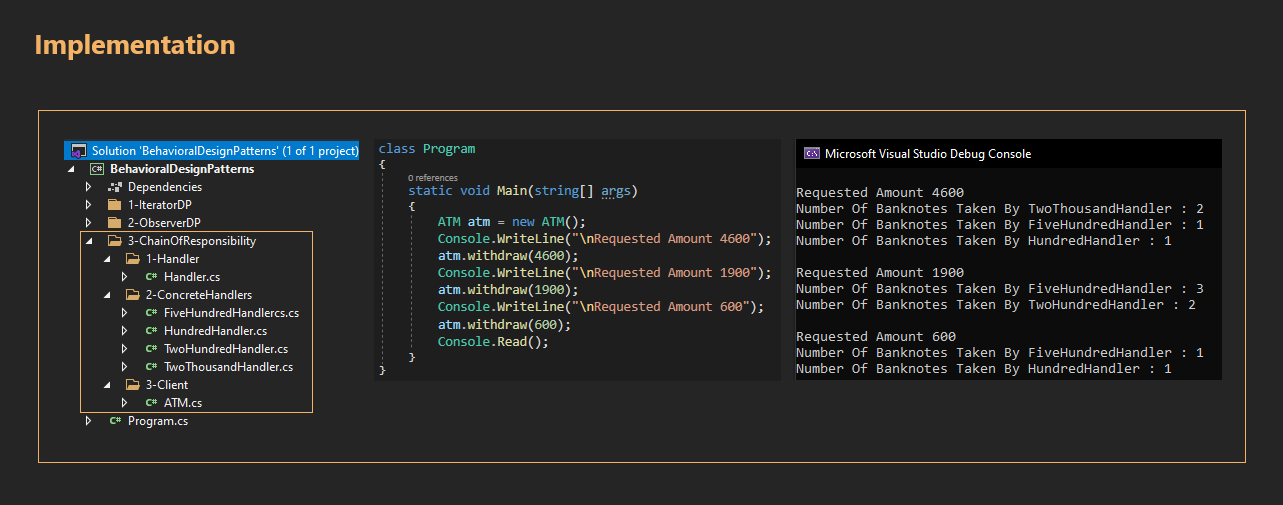 Implementation
Solution 'BehavioralDesignPatterns' (1 of 1 project)
C# BehavioralDesignPatterns
Dependencies
1-IteratorDP
2-ObserverDP
3-ChainOfResponsibility
1-Handler
C# Handler.cs
2-ConcreteHandlers
C# FiveHundredHandlercs.cs
C# HundredHandler.cs
C# TwoHundredHandler.cs
C# TwoThousandHandler.cs
3-Client
C# ATM.cs
C# Program.cs
class Program
{
0 references
static void Main(string[] args)
{
ATM atm = new ATM();
Console.WriteLine("\nRequested Amount 4600");
atm.withdraw(4600);
Console.WriteLine("\nRequested Amount 1900");
atm.withdraw(1900);
Console.WriteLine("\nRequested Amount 600");
atm.withdraw(600);
Console.Read();
}
}
Microsoft Visual Studio Debug Console
Requested Amount 4600
Number Of Banknotes Taken By TwoThousandHandler : 2
Number Of Banknotes Taken By FiveHundredHandler : 1
Number Of Banknotes Taken By HundredHandler : 1
Requested Amount 1900
Number Of Banknotes Taken By FiveHundredHandler : 3
Number Of Banknotes Taken By TwoHundredHandler : 2
Requested Amount 600
Number Of Banknotes Taken By FiveHundredHandler : 1
Number Of Banknotes Taken By HundredHandler : 1